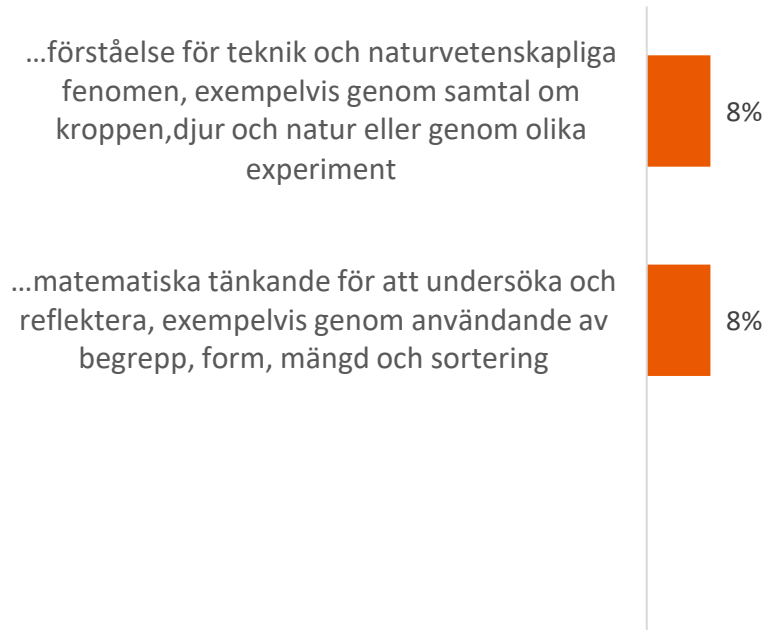 …förståelse för teknik och naturvetenskapliga
fenomen, exempelvis genom samtal om
kroppen,djur och natur eller genom olika
experiment
8%
…matematiska tänkande för att undersöka och
reflektera, exempelvis genom användande av
begrepp, form, mängd och sortering
8%